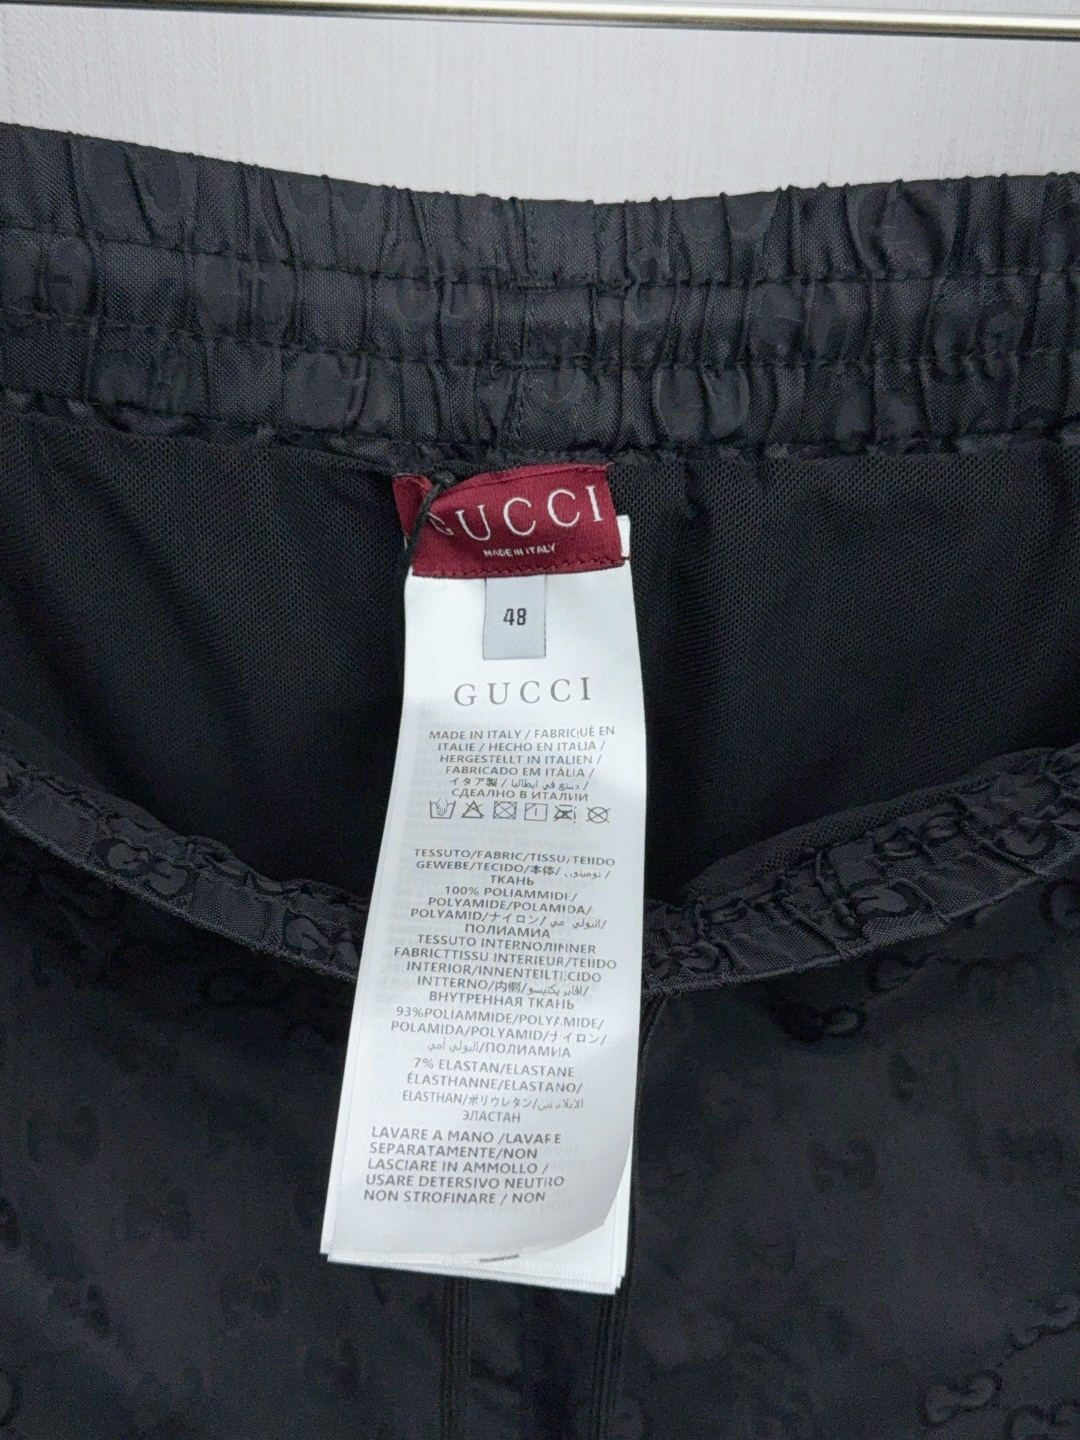 GUCCI
MADE IN ITALY
48
GUCCI
MADE IN ITALY / FABRIQUÉ EN
ITALIE / HECHO EN ITALIA /
HERGESTELLT IN ITALIEN /
FABRICADO EM ITÁLIA /
イタリア製 / صنع في ايطاليا /
СДЕЛАНО В ИТАЛИИ
TESSUTO/FABRIC/TISSU/TEJIDO
GEWEBE/TECIDO/本体/
ТКАНЬ
100% POLIAMMIDE/
POLYAMIDE/POLAMIDA/
POLYAMID/ナイロン/
ПОЛИАМИА
TESSUTO INTERNO/INNER
FABRIC/TISSU INTERIEUR/TEJIDO
INTERIOR/INNENTEIL/TECIDO
INTTERNO/内側/
ВНУТРЕННАЯ ТКАНЬ
93%POLIAMMIDE/POLYAMIDE/
POLAMIDA/POLYAMID/ナイロン/
البولي أمي/ПОЛИАМИА
7% ELASTAN/ELASTANE
ÉLASTHANNE/ELASTANO/
ELASTHAN/ポリウレタン/
ЭЛАСТАН
LAVARE A MANO /LAVARE
SEPARATAMENTE/NON
LASCIARE IN AMMOLLO /
USARE DETERSIVO NEUTRO
NON STROFINARE / NON